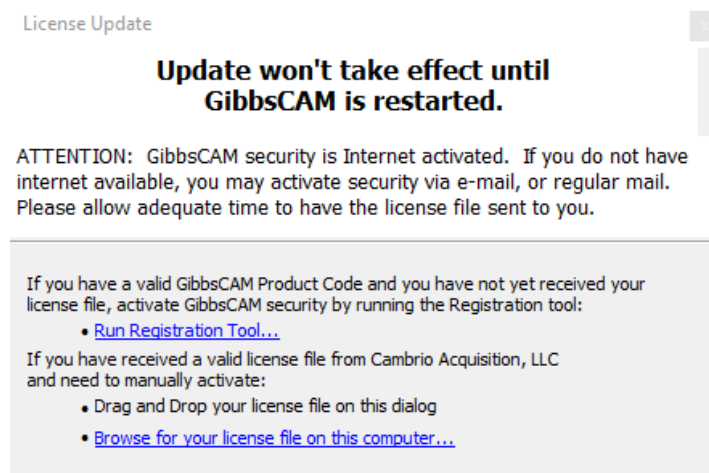 License Update
Update won't take effect until
GibbsCAM is restarted.
ATTENTION:  GibbsCAM security is Internet activated.  If you do not have
internet available, you may activate security via e-mail, or regular mail.
Please allow adequate time to have the license file sent to you.
If you have a valid GibbsCAM Product Code and you have not yet received your
license file, activate GibbsCAM security by running the Registration tool:
• Run Registration Tool...
If you have received a valid license file from Cambrio Acquisition, LLC
and need to manually activate:
• Drag and Drop your license file on this dialog
• Browse for your license file on this computer...